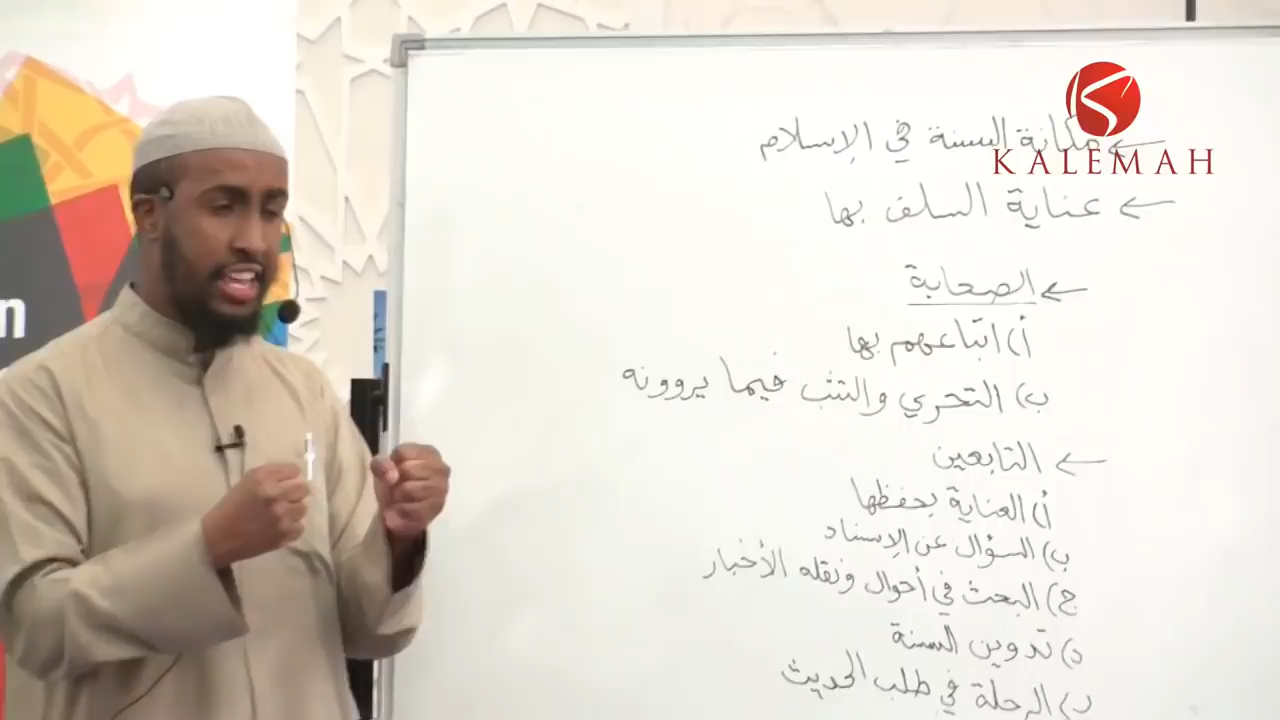 n
KALEMAH
← مكانة السنة في الإسلام
← عناية السلف بها
← الصحابة
أ) اتباعهم بها
ب) التحري والتثب فيما يروونه
← التابعين
أ) العناية بحفظها
ب) السؤال عن الإسناد
ج) البحث في أحوال ونقله الأخبار
د) تدوين السنة
ر) الرحلة في طلب الحديث